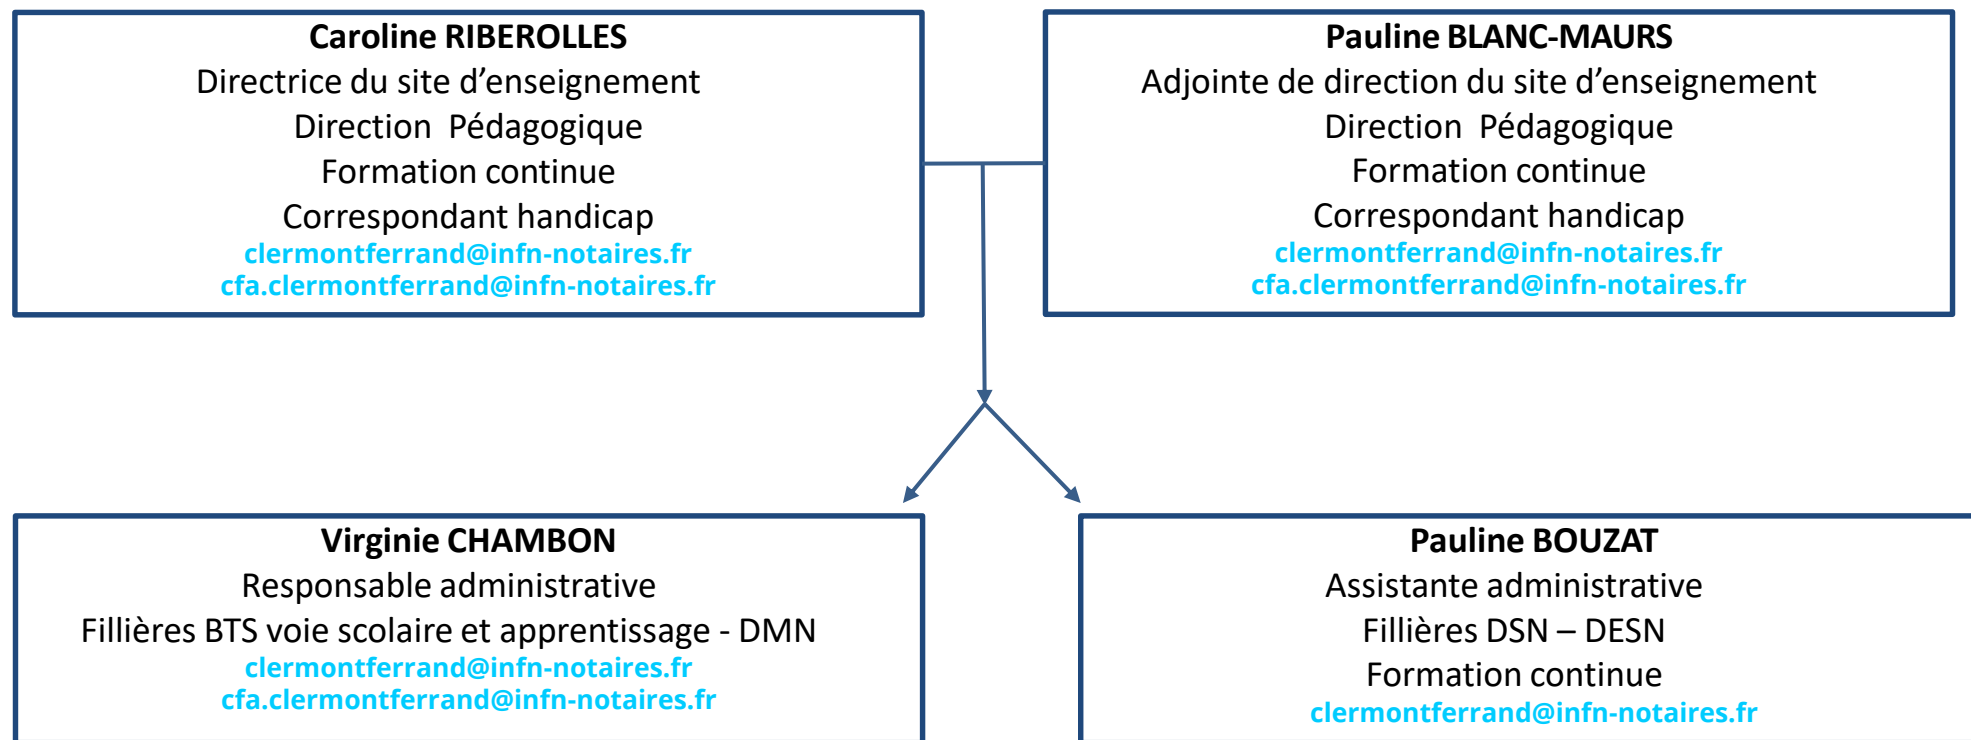 Caroline RIBEROLLES
Directrice du site d’enseignement
Direction  Pédagogique
Formation continue
Correspondant handicap
clermontferrand@infn-notaires.fr
cfa.clermontferrand@infn-notaires.fr
Pauline BLANC-MAURS
Adjointe de direction du site d’enseignement
Direction  Pédagogique
Formation continue
Correspondant handicap
clermontferrand@infn-notaires.fr
cfa.clermontferrand@infn-notaires.fr
Virginie CHAMBON
Responsable administrative
Fillières BTS voie scolaire et apprentissage - DMN
clermontferrand@infn-notaires.fr
cfa.clermontferrand@infn-notaires.fr
Pauline BOUZAT
Assistante administrative
Fillières DSN – DESN
Formation continue
clermontferrand@infn-notaires.fr